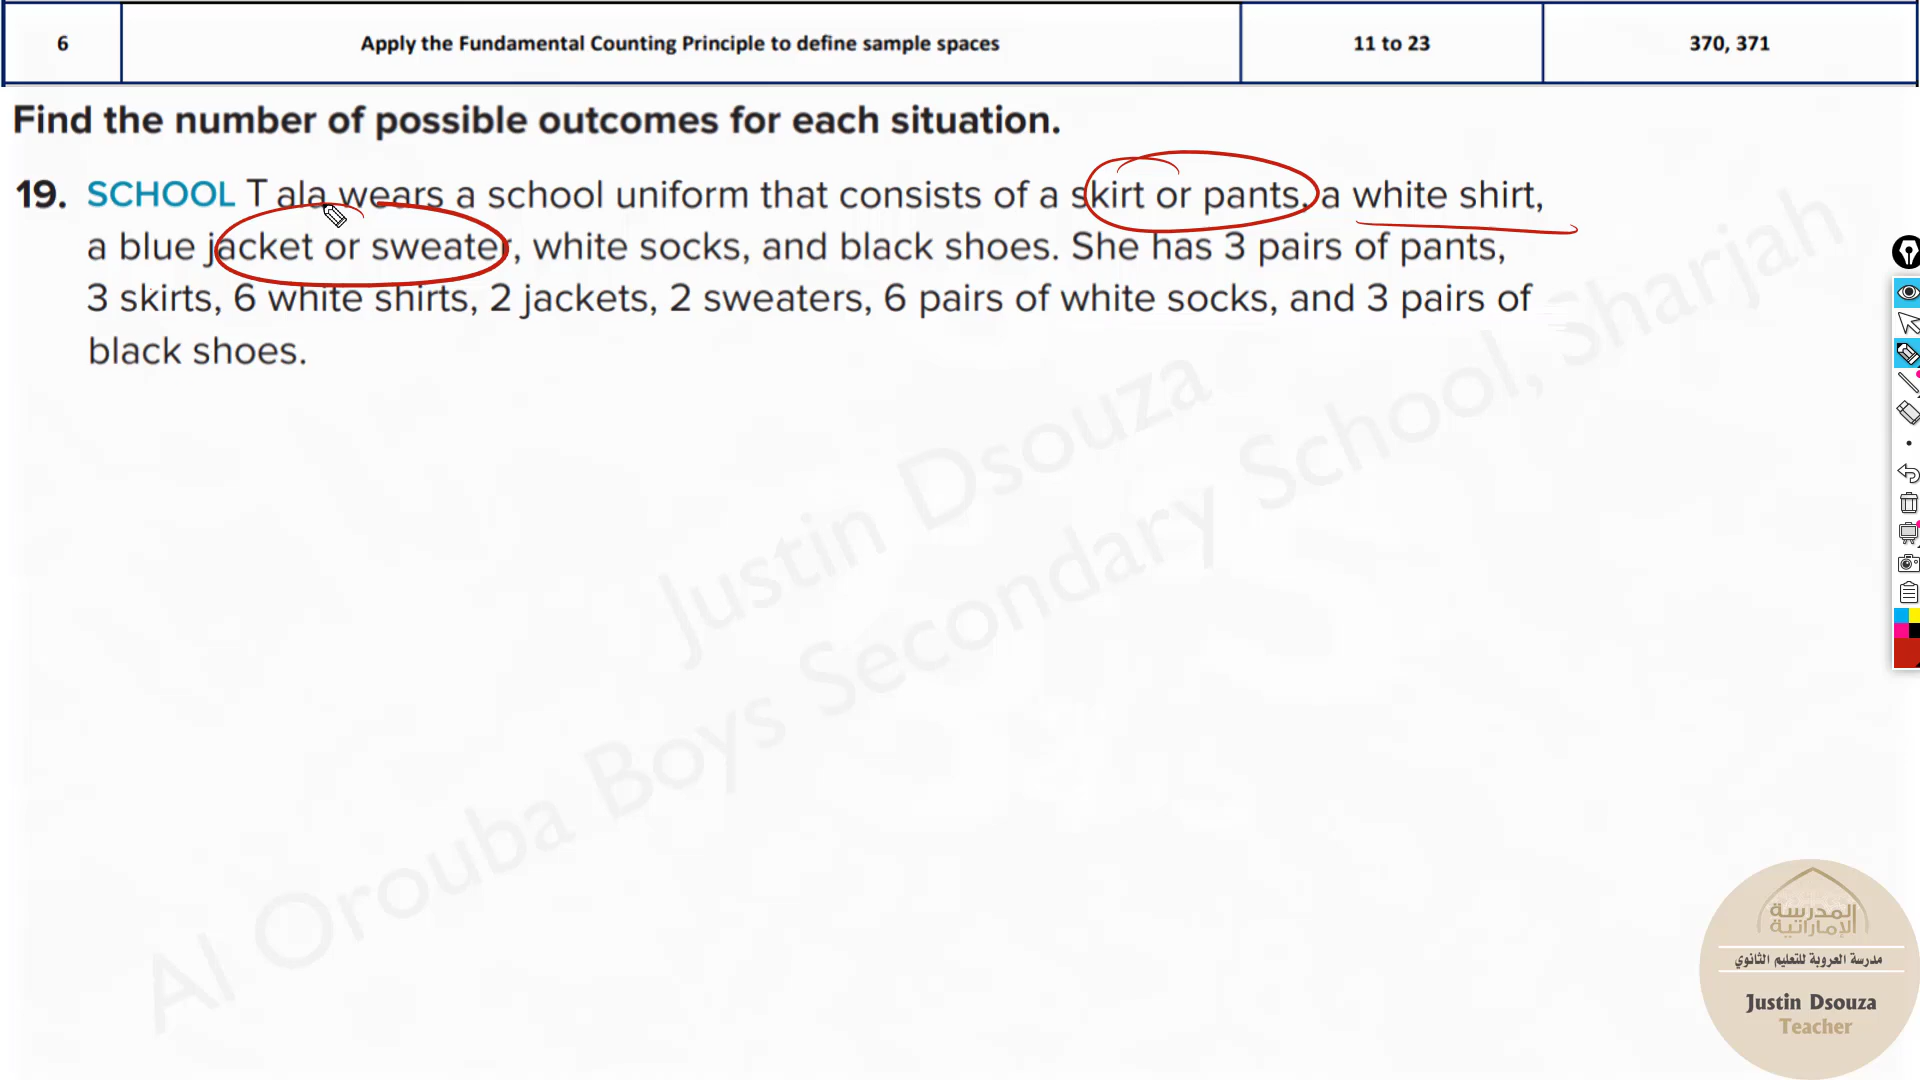 6 Apply the Fundamental Counting Principle to define sample spaces 11 to 23 370, 371
Find the number of possible outcomes for each situation.
19. SCHOOL T ala wears a school uniform that consists of a skirt or pants, a white shirt,
a blue jacket or sweater, white socks, and black shoes. She has 3 pairs of pants,
3 skirts, 6 white shirts, 2 jackets, 2 sweaters, 6 pairs of white socks, and 3 pairs of
black shoes.
Justin Dsouza
Al Orouba Boys Secondary School, Sharjah
المدرسة
الإماراتية
مدرسة العروبة للتعليم الثانوي
Justin Dsouza
Teacher